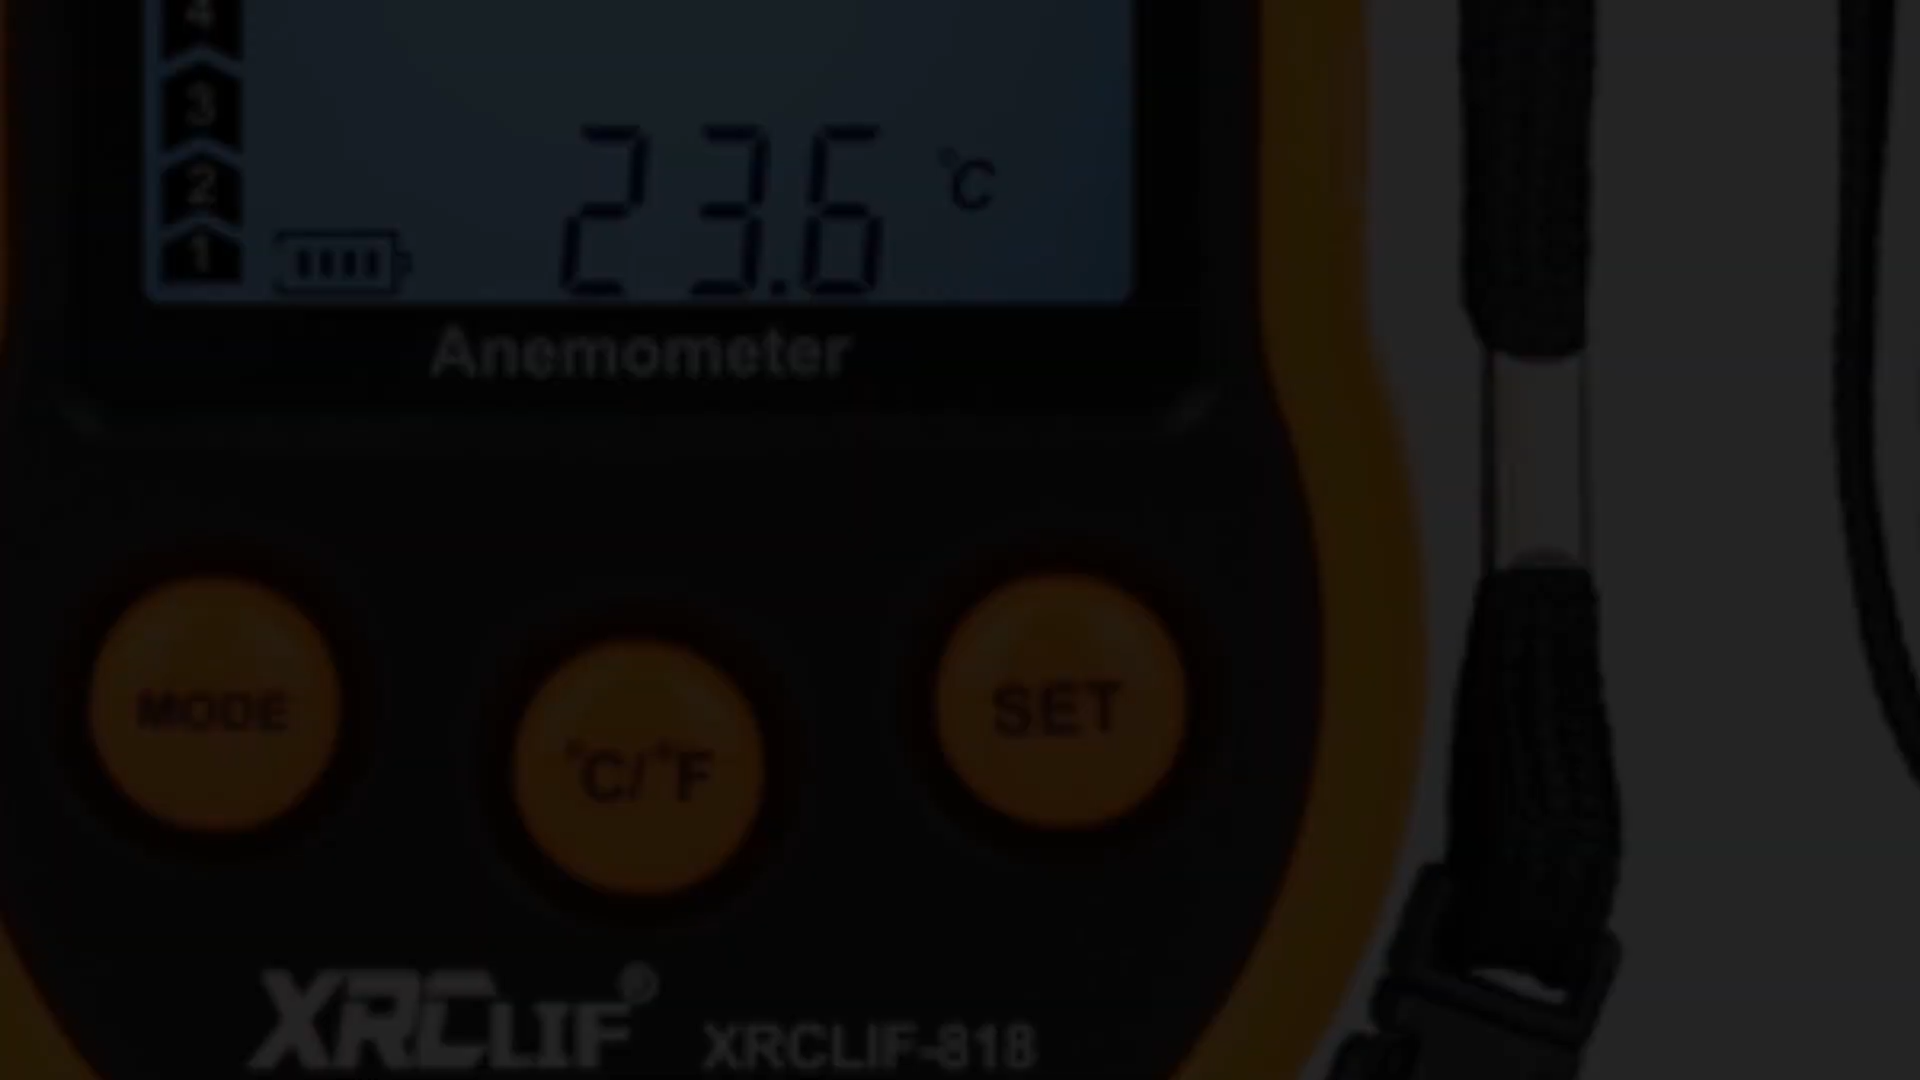 4
3
2
1
23.6 °C
Anemometer
MODE
°C/°F
SET
XRCLIF®
XRCLIF-818